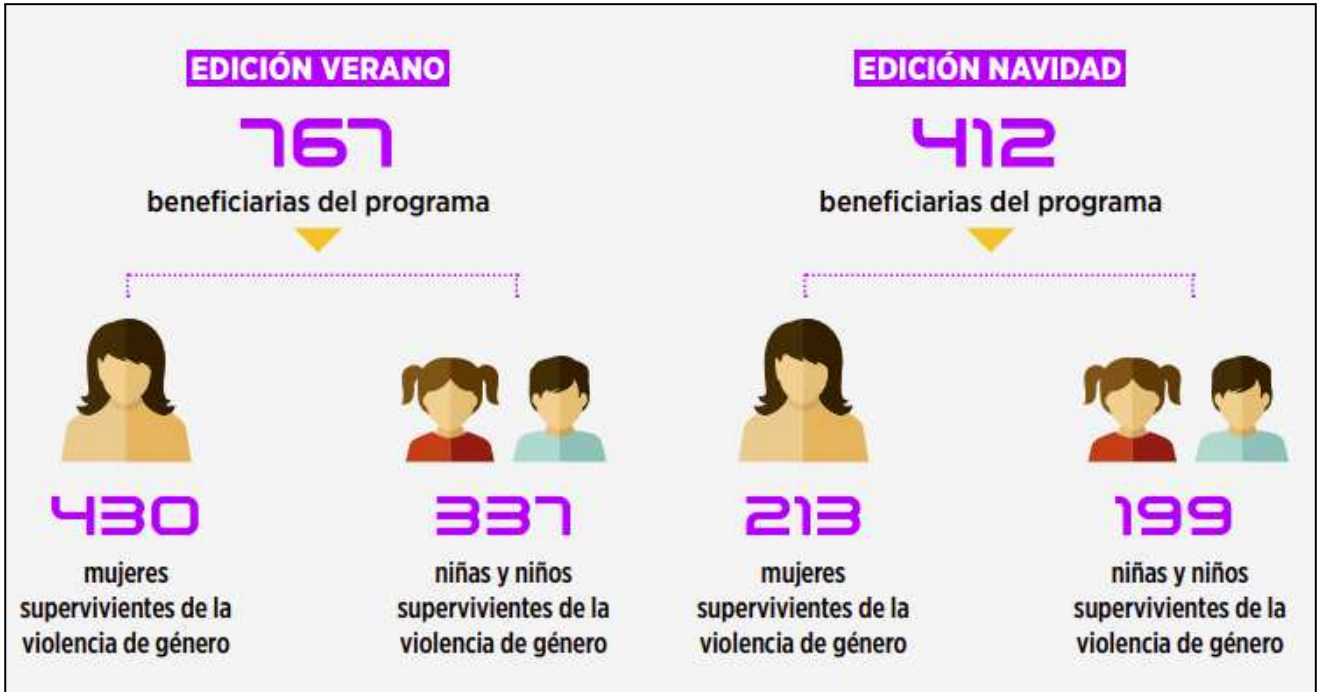 EDICIÓN VERANO
767
beneficiarias del programa
430
mujeres
supervivientes de la
violencia de género
337
niñas y niños
supervivientes de la
violencia de género
EDICIÓN NAVIDAD
412
beneficiarias del programa
213
mujeres
supervivientes de la
violencia de género
199
niñas y niños
supervivientes de la
violencia de género